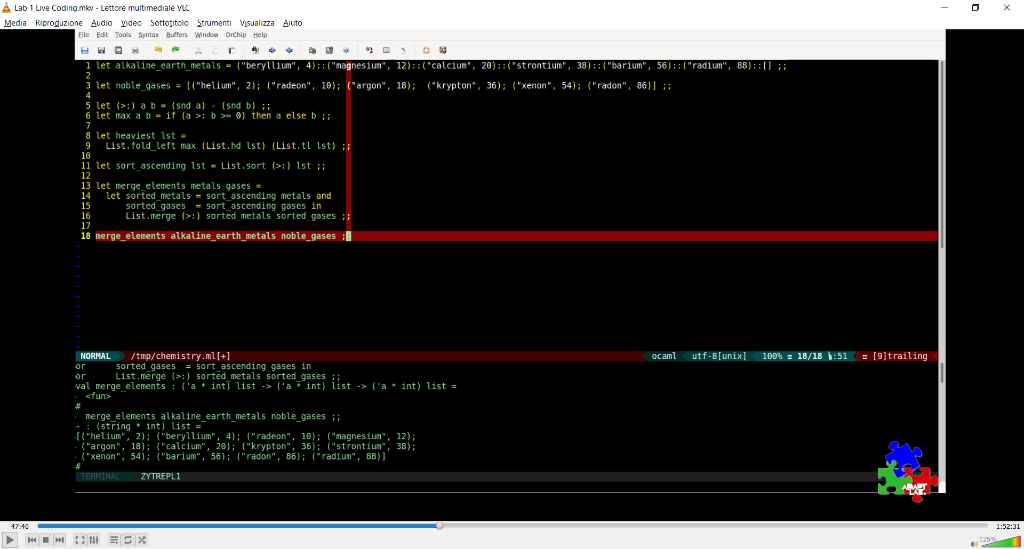 Lab 1 Live Coding.mkv - Lettore multimediale VLC
Media Riproduzione Audio Video Sottotitolo Strumenti Visualizza Aiuto
File Edit Tools Syntax Buffers Window OrChip Help
1 let alkaline_earth_metals = ("beryllium", 4)::("magnesium", 12)::("calcium", 20)::("strontium", 38)::("barium", 56)::("radium", 88)::[] ;;
2
3 let noble_gases = [("helium", 2); ("radeon", 10); ("argon", 18);  ("krypton", 36); ("xenon", 54); ("radon", 86)] ;;
4
5 let (>:) a b = (snd a) - (snd b) ;;
6 let max a b = if (a >: b >= 0) then a else b ;;
7
8 let heaviest lst =
9   List.fold_left max (List.hd lst) (List.tl lst) ;;
10
11 let sort_ascending lst = List.sort (>:) lst ;;
12
13 let merge_elements metals gases =
14   let sorted_metals = sort_ascending metals and
15       sorted_gases  = sort_ascending gases in
16       List.merge (>:) sorted_metals sorted_gases ;;
17
18 merge_elements alkaline_earth_metals noble_gases ;
NORMAL /tmp/chemistry.ml[+] ocaml utf-8[unix] 100% ≡ 18/18 :51 ≡ [9]trailing
or      sorted_gases  = sort_ascending gases in
or      List.merge (>:) sorted_metals sorted_gases ;;
val merge_elements : ('a * int) list -> ('a * int) list -> ('a * int) list =
  <fun>
#
  merge_elements alkaline_earth_metals noble_gases ;;
- : (string * int) list =
[("helium", 2); ("beryllium", 4); ("radeon", 10); ("magnesium", 12);
 ("argon", 18); ("calcium", 20); ("krypton", 36); ("strontium", 38);
 ("xenon", 54); ("barium", 56); ("radon", 86); ("radium", 88)]
#
TERMINAL ZYTREPL1
ADAPT
LAB
47:46 1:52:31
125%